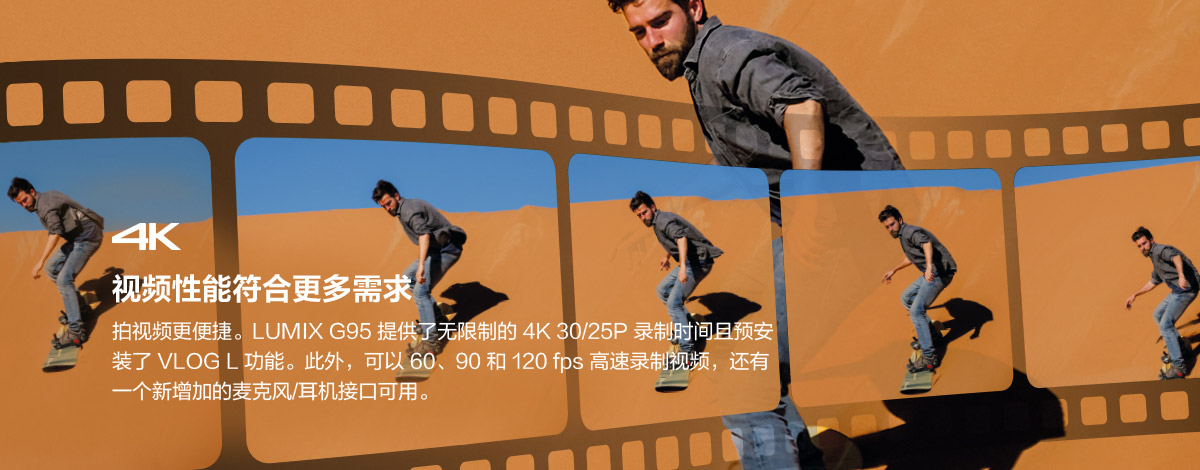 4K
视频性能符合更多需求
拍视频更便捷。LUMIX G95 提供了无限制的 4K 30/25P 录制时间且预安
装了 VLOG L 功能。此外，可以 60、90 和 120 fps 高速录制视频，还有
一个新增加的麦克风/耳机接口可用。